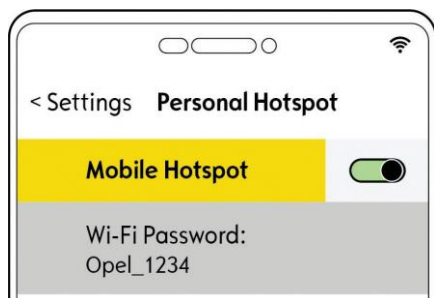 < Settings Personal Hotspot
Mobile Hotspot
Wi-Fi Password:
Opel_1234